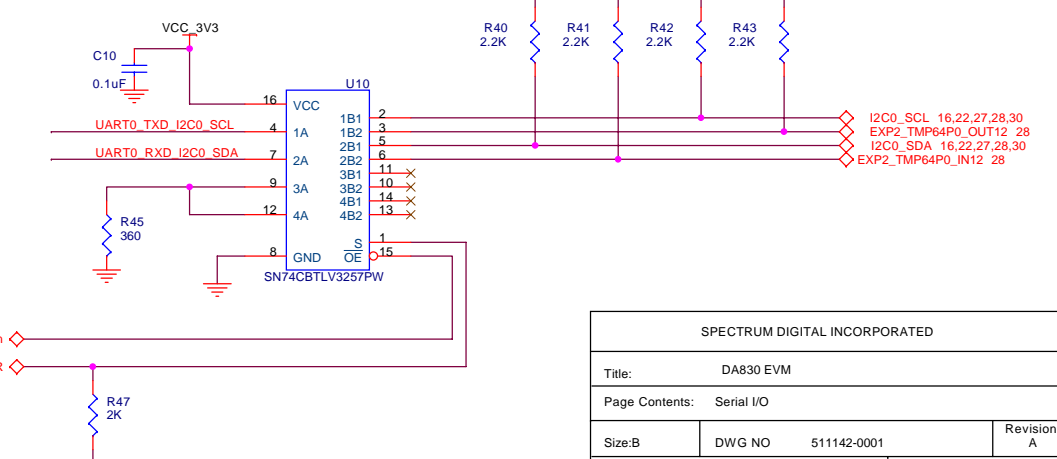 R40
2.2K
R41
2.2K
R42
2.2K
R43
2.2K
VCC_3V3
C10
0.1uF
U10
16
VCC
UART0_TXD_I2C0_SCL
4
1A
UART0_RXD_I2C0_SDA
7
2A
9
3A
12
4A
8
GND
1B1
2
1B2
3
2B1
5
2B2
6
3B1
11
3B2
10
4B1
14
4B2
13
S
1
OE
15
SN74CBTLV3257PW
I2C0_SCL 16,22,27,28,30
EXP2_TMP64P0_OUT12 28
I2C0_SDA 16,22,27,28,30
EXP2_TMP64P0_IN12 28
R45
360
R
R47
2K
SPECTRUM DIGITAL INCORPORATED
Title: DA830 EVM
Page Contents: Serial I/O
Size:B
DWG NO 511142-0001
Revision
A